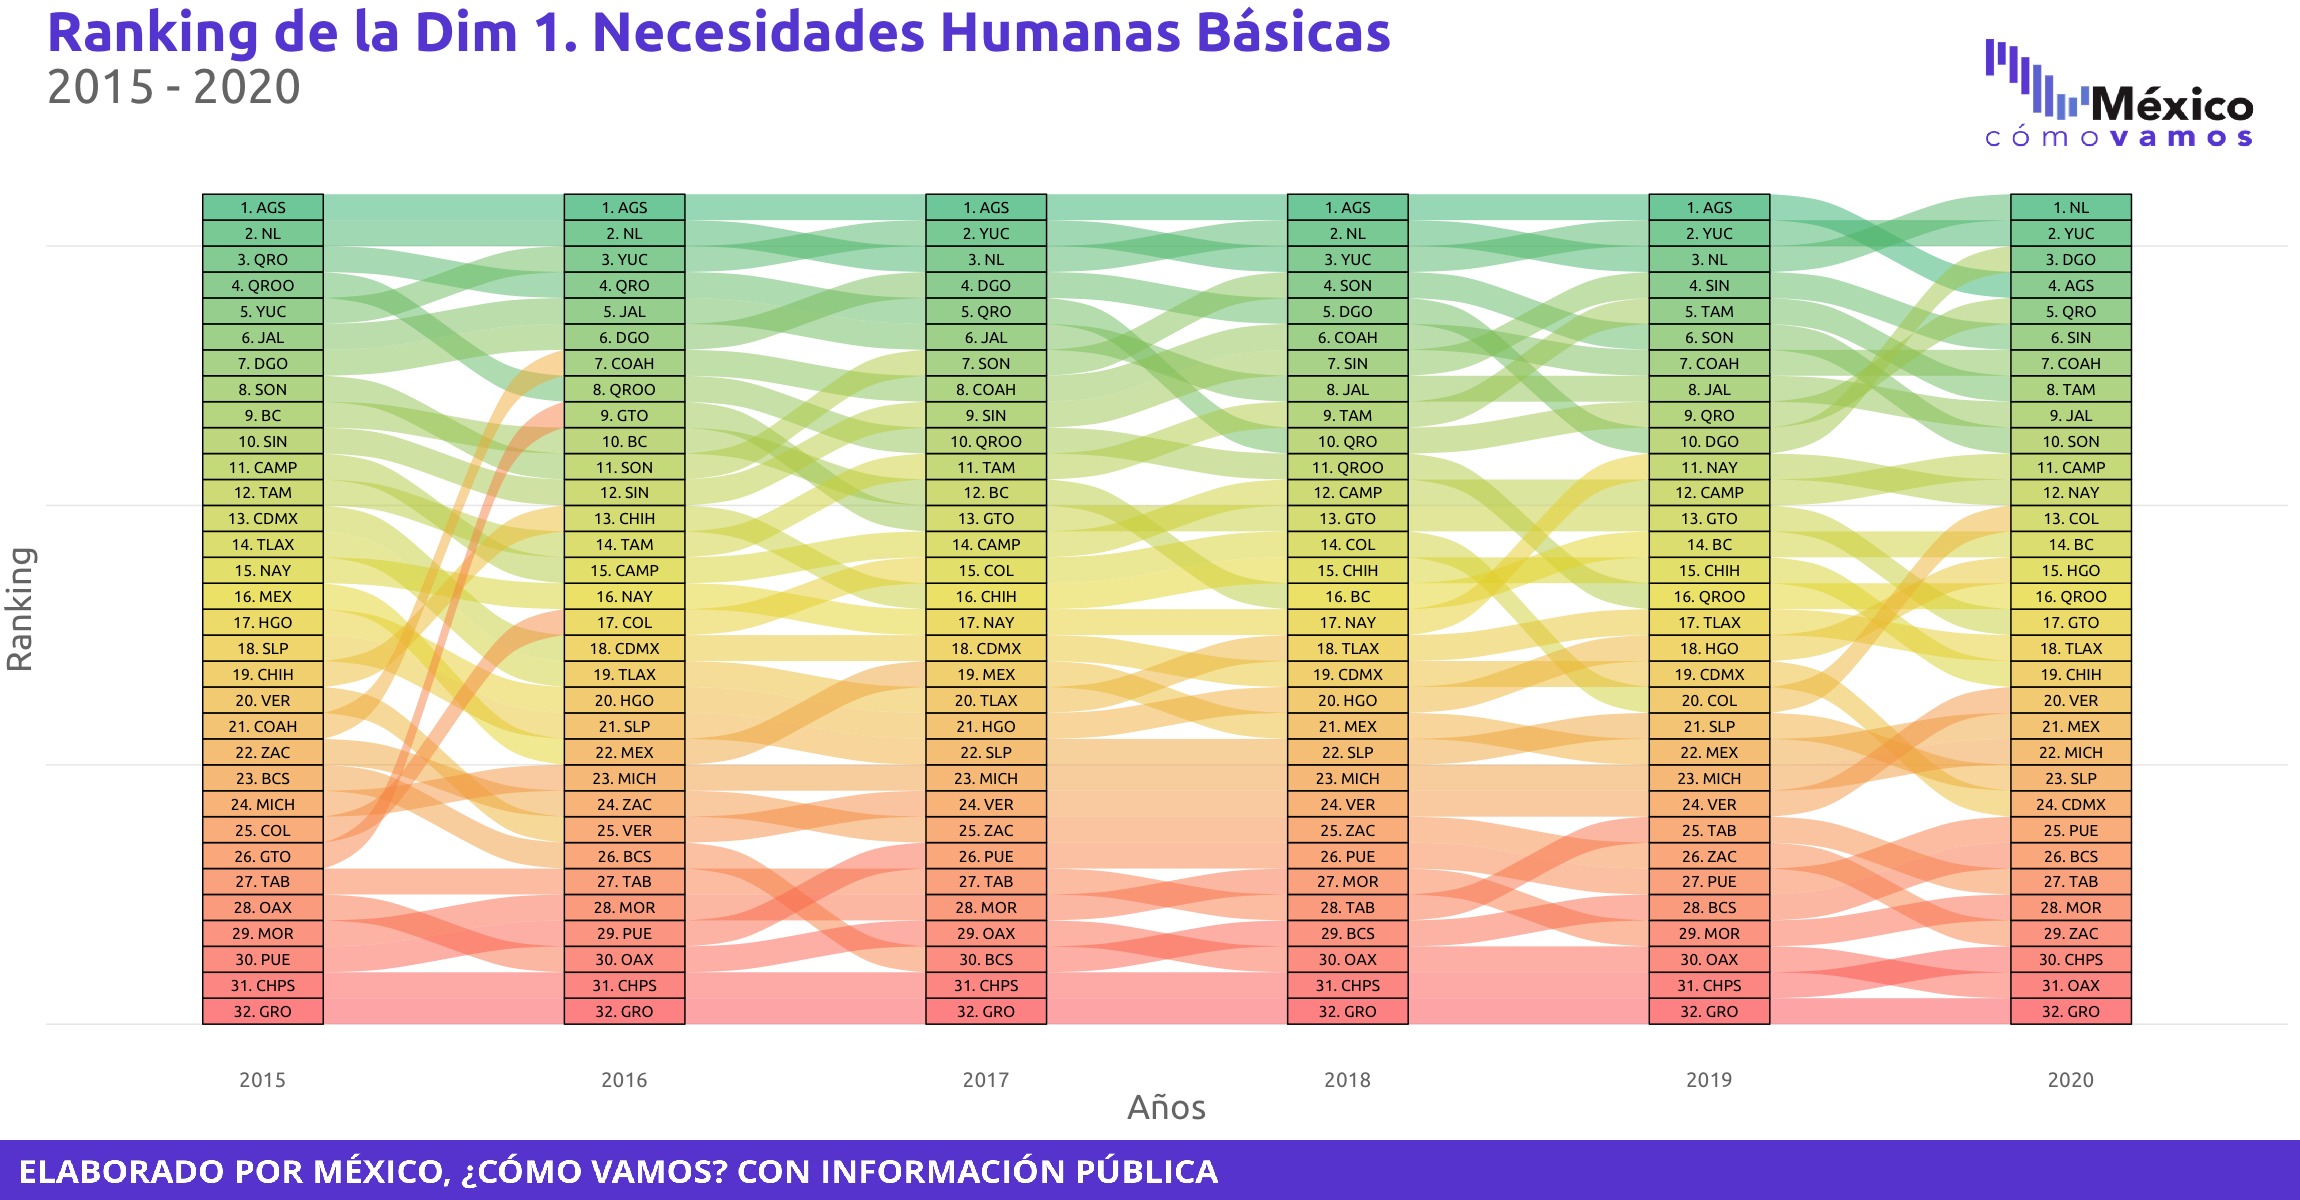 Ranking de la Dim 1. Necesidades Humanas Básicas
2015 - 2020
México
cómo vamos
Ranking
1. AGS
2. NL
3. QRO
4. QROO
5. YUC
6. JAL
7. DGO
8. SON
9. BC
10. SIN
11. CAMP
12. TAM
13. CDMX
14. TLAX
15. NAY
16. MEX
17. HGO
18. SLP
19. CHIH
20. VER
21. COAH
22. ZAC
23. BCS
24. MICH
25. COL
26. GTO
27. TAB
28. OAX
29. MOR
30. PUE
31. CHPS
32. GRO
1. AGS
2. NL
3. YUC
4. QRO
5. JAL
6. DGO
7. COAH
8. QROO
9. GTO
10. BC
11. SON
12. SIN
13. CHIH
14. TAM
15. CAMP
16. NAY
17. COL
18. CDMX
19. TLAX
20. HGO
21. SLP
22. MEX
23. MICH
24. ZAC
25. VER
26. BCS
27. TAB
28. MOR
29. PUE
30. OAX
31. CHPS
32. GRO
1. AGS
2. YUC
3. NL
4. DGO
5. QRO
6. JAL
7. SON
8. COAH
9. SIN
10. QROO
11. TAM
12. BC
13. GTO
14. CAMP
15. COL
16. CHIH
17. NAY
18. CDMX
19. MEX
20. TLAX
21. HGO
22. SLP
23. MICH
24. VER
25. ZAC
26. PUE
27. TAB
28. MOR
29. OAX
30. BCS
31. CHPS
32. GRO
1. AGS
2. NL
3. YUC
4. SON
5. DGO
6. COAH
7. SIN
8. JAL
9. TAM
10. QRO
11. QROO
12. CAMP
13. GTO
14. COL
15. CHIH
16. BC
17. NAY
18. TLAX
19. CDMX
20. HGO
21. MEX
22. SLP
23. MICH
24. VER
25. ZAC
26. PUE
27. MOR
28. TAB
29. BCS
30. OAX
31. CHPS
32. GRO
1. AGS
2. YUC
3. NL
4. SIN
5. TAM
6. SON
7. COAH
8. JAL
9. QRO
10. DGO
11. NAY
12. CAMP
13. GTO
14. BC
15. CHIH
16. QROO
17. TLAX
18. HGO
19. CDMX
20. COL
21. SLP
22. MEX
23. MICH
24. VER
25. TAB
26. ZAC
27. PUE
28. BCS
29. MOR
30. OAX
31. CHPS
32. GRO
1. NL
2. YUC
3. DGO
4. AGS
5. QRO
6. SIN
7. COAH
8. TAM
9. JAL
10. SON
11. CAMP
12. NAY
13. COL
14. BC
15. HGO
16. QROO
17. GTO
18. TLAX
19. CHIH
20. VER
21. MEX
22. MICH
23. SLP
24. CDMX
25. PUE
26. BCS
27. TAB
28. MOR
29. ZAC
30. CHPS
31. OAX
32. GRO
2015 2016 2017 2018 2019 2020
Años
ELABORADO POR MÉXICO, ¿CÓMO VAMOS? CON INFORMACIÓN PÚBLICA